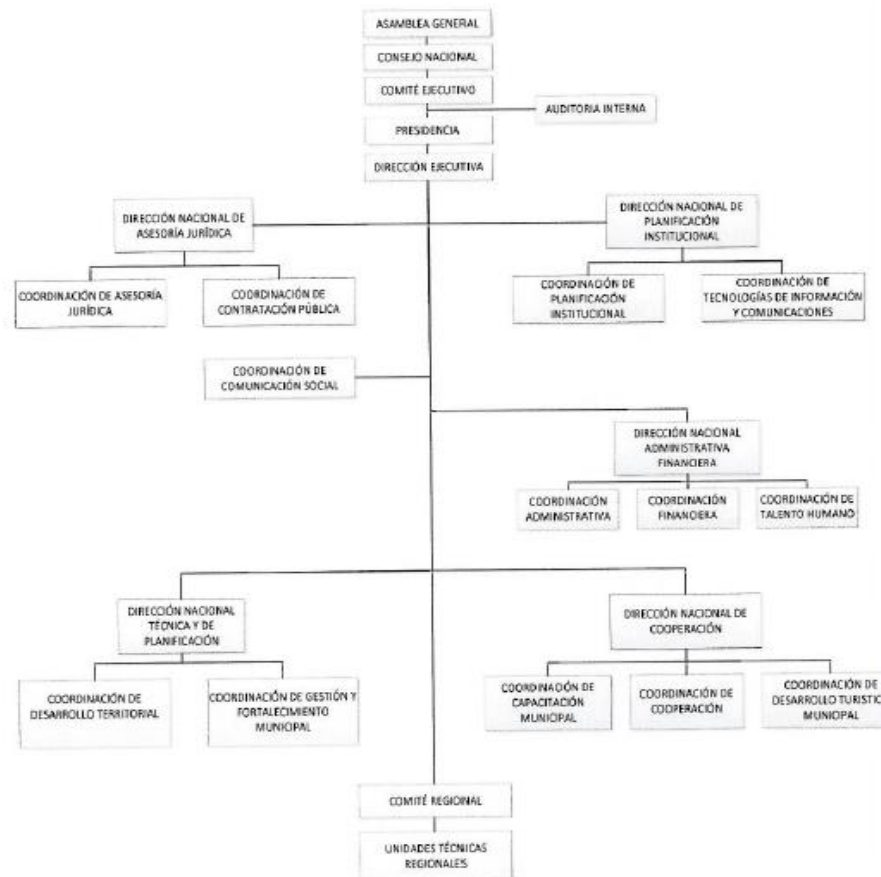 ASAMBLEA GENERAL
CONSEJO NACIONAL
COMITÉ EJECUTIVO
AUDITORIA INTERNA
PRESIDENCIA
DIRECCIÓN EJECUTIVA
DIRECCIÓN NACIONAL DE
ASESORÍA JURÍDICA
DIRECCIÓN NACIONAL DE
PLANIFICACIÓN
INSTITUCIONAL
COORDINACIÓN DE ASESORÍA
JURÍDICA
COORDINACIÓN DE
CONTRATACIÓN PÚBLICA
COORDINACIÓN DE
PLANIFICACIÓN
INSTITUCIONAL
COORDINACIÓN DE
TECNOLOGÍAS DE INFORMACIÓN
Y COMUNICACIONES
COORDINACIÓN DE
COMUNICACIÓN SOCIAL
DIRECCIÓN NACIONAL
ADMINISTRATIVA
FINANCIERA
COORDINACIÓN
ADMINISTRATIVA
COORDINACIÓN
FINANCIERA
COORDINACIÓN DE
TALENTO HUMANO
DIRECCIÓN NACIONAL
TÉCNICA Y DE
PLANIFICACIÓN
DIRECCIÓN NACIONAL DE
COOPERACIÓN
COORDINACIÓN DE
DESARROLLO TERRITORIAL
COORDINACIÓN DE GESTIÓN Y
FORTALECIMIENTO
MUNICIPAL
COORDINACIÓN DE
CAPACITACIÓN
MUNICIPAL
COORDINACIÓN DE
COOPERACIÓN
COORDINACIÓN DE
DESARROLLO TURISTIC
MUNICIPAL
COMITÉ REGIONAL
UNIDADES TÉCNICAS
REGIONALES